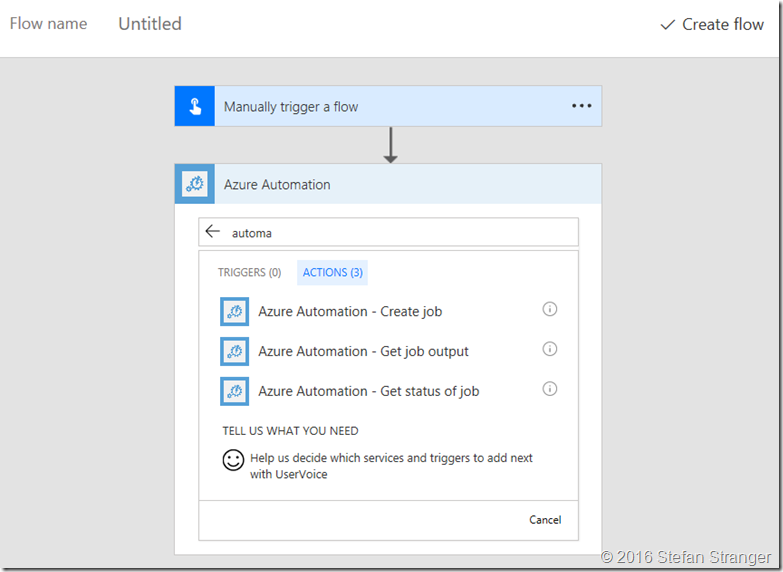 Flow name Untitled Create flow
Manually trigger a flow
Azure Automation
automa
TRIGGERS (0) ACTIONS (3)
Azure Automation - Create job
Azure Automation - Get job output
Azure Automation - Get status of job
TELL US WHAT YOU NEED
Help us decide which services and triggers to add next
with UserVoice
Cancel
© 2016 Stefan Stranger